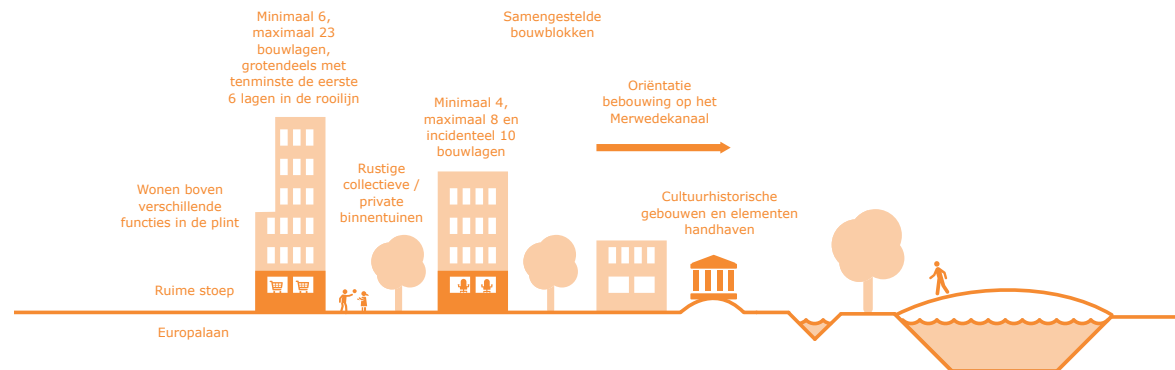 Minimaal 6,
maximaal 23
bouwlagen,
grotendeels met
tenminste de eerste
6 lagen in de rooilijn
Samengestelde
bouwblokken
Minimaal 4,
maximaal 8 en
incidenteel 10
bouwlagen
Oriëntatie
bebouwing op het
Merwedekanaal
Wonen boven
verschillende
functies in de plint
Rustige
collectieve /
private
binnentuinen
Cultuurhistorische
gebouwen en elementen
handhaven
Ruime stoep
Europalaan